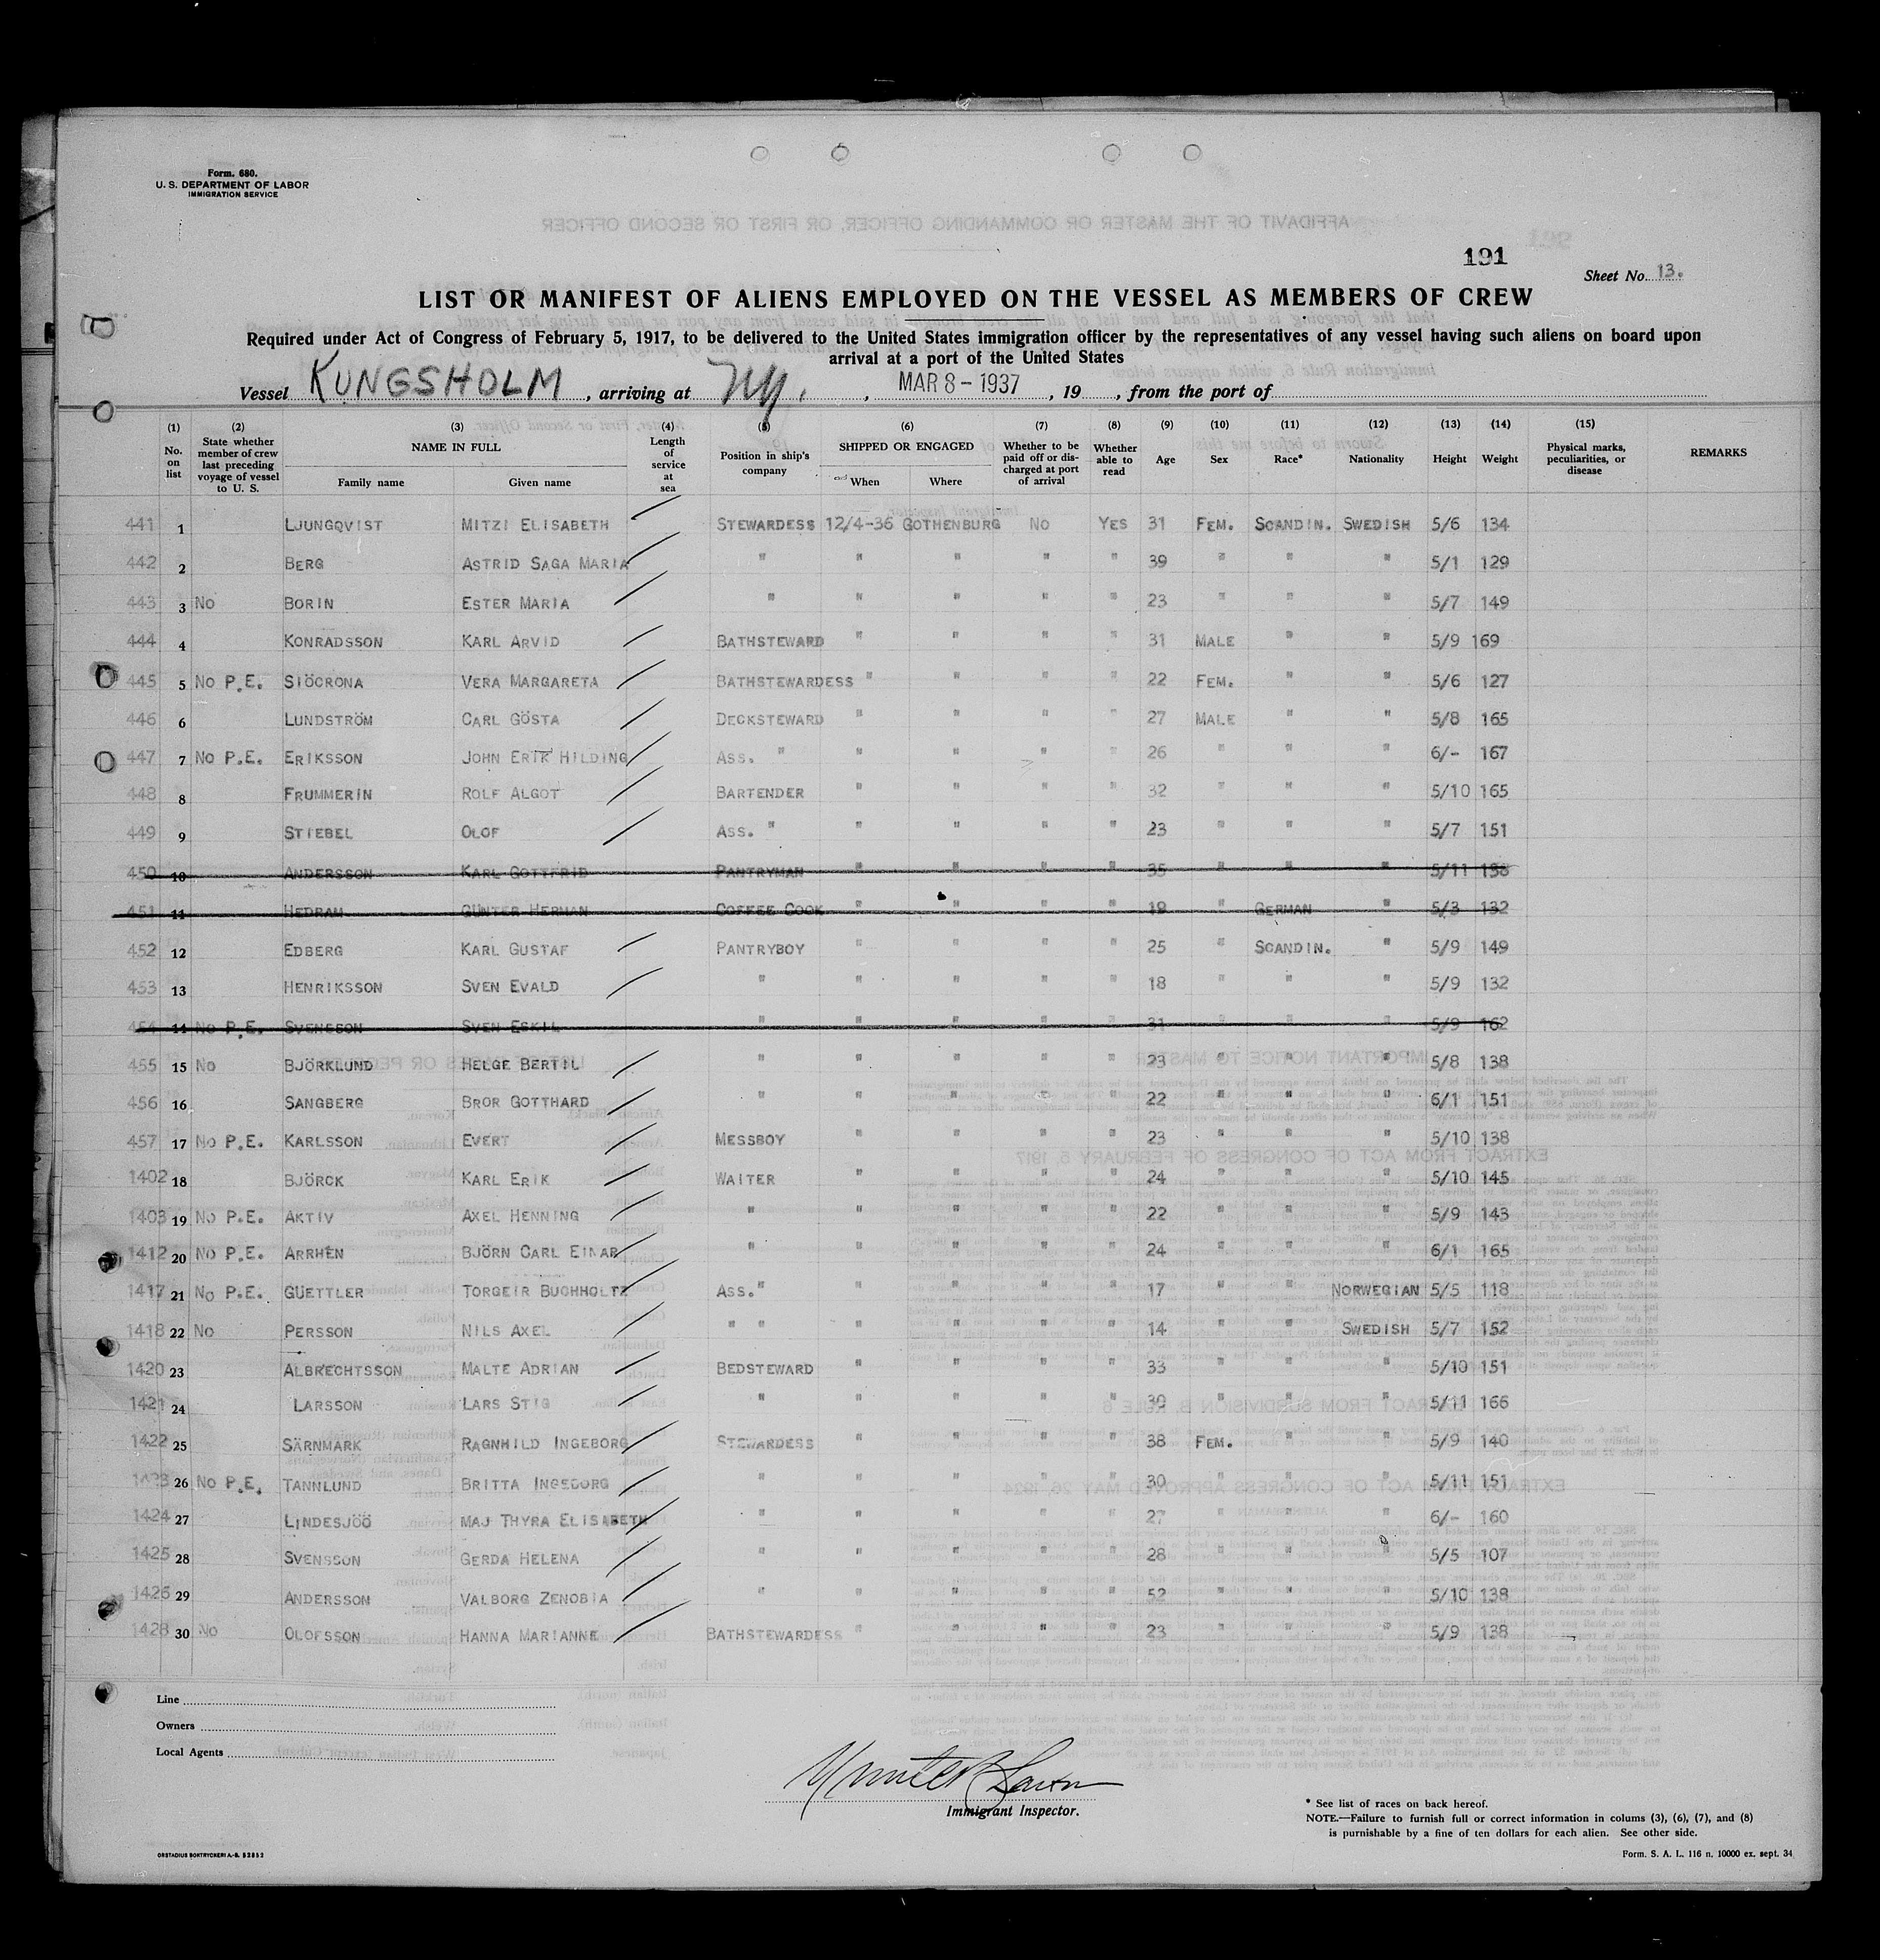 Form. 680.
U. S. DEPARTMENT OF LABOR
IMMIGRATION SERVICE
191
Sheet No. 13.
LIST OR MANIFEST OF ALIENS EMPLOYED ON THE VESSEL AS MEMBERS OF CREW
Required under Act of Congress of February 5, 1917, to be delivered to the United States immigration officer by the representatives of any vessel having such aliens on board upon
arrival at a port of the United States
Vessel KUNGSHOLM, arriving at NY., MAR 8 - 1937, 19, from the port of
(1) (2) (3) (4) (5) (6) (7) (8) (9) (10) (11) (12) (13) (14) (15)
No. on list State whether member of crew last preceding voyage of vessel to U. S. NAME IN FULL Family name Given name Length of service at sea Position in ship's company SHIPPED OR ENGAGED When Where Whether to be paid off or discharged at port of arrival Whether able to read Age Sex Race* Nationality Height Weight Physical marks, peculiarities, or disease REMARKS
441 1 LJUNGQVIST MITZI ELISABETH STEWARDESS 12/4-36 GOTHENBURG NO YES 31 FEM. SCANDIN. SWEDISH 5/6 134
442 2 BERG ASTRID SAGA MARIA " " " " " 39 " " " 5/1 129
443 3 NO BORIN ESTER MARIA " " " " " 23 " " " 5/7 149
444 4 KONRADSSON KARL ARVID BATHSTEWARD " " " " 31 MALE " " 5/9 169
445 5 NO P.E. SIÖCRONA VERA MARGARETA BATHSTEWARDESS " " " " 22 FEM. " " 5/6 127
446 6 LUNDSTRÖM CARL GÖSTA DECKSTEWARD " " " " 27 MALE " " 5/8 165
447 7 NO P.E. ERIKSSON JOHN ERIK HILDING ASS. " " " " " 26 " " " 6/- 167
448 8 FRUMMERIN ROLF ALGOT BARTENDER " " " " 32 " " " 5/10 165
449 9 STIEBEL OLOF ASS. " " " " " 23 " " " 5/7 151
450 10 ANDERSSON KARL GOTTFRID PANTRYMAN " " " " 35 " " " 5/11 138
451 11 HEDRAM GÜNTER HERMAN COFFEE COOK " " " " 19 " GERMAN " 5/3 132
452 12 EDBERG KARL GUSTAF PANTRYBOY " " " " 25 " SCANDIN. " 5/9 149
453 13 HENRIKSSON SVEN EVALD " " " " " 18 " " " 5/9 132
454 14 NO P.E. SVENSSON SVEN ESKIL " " " " " 31 " " " 5/9 162
455 15 NO BJÖRKLUND HELGE BERTIL " " " " " 23 " " " 5/8 138
456 16 SANGBERG BROR GOTTHARD " " " " " 22 " " " 6/1 151
457 17 NO P.E. KARLSSON EVERT MESSBOY " " " " 23 " " " 5/10 138
1402 18 BJÖRCK KARL ERIK WAITER " " " " 24 " " " 5/10 145
1403 19 NO P.E. AKTIV AXEL HENNING " " " " " 22 " " " 5/9 143
1412 20 NO P.E. ARRHÉN BJÖRN CARL EINAR " " " " " 24 " " " 6/1 165
1417 21 NO P.E. GÜETTLER TORGEIR BUCHHOLTZ ASS. " " " " " 17 " " NORWEGIAN 5/5 118
1418 22 NO PERSSON NILS AXEL " " " " " " 14 " " SWEDISH 5/7 152
1420 23 ALBRECHTSSON MALTE ADRIAN BEDSTEWARD " " " " 33 " " " 5/10 151
1421 24 LARSSON LARS STIG " " " " " 30 " " " 5/11 166
1422 25 SÄRNMARK RAGNHILD INGEBORG STEWARDESS " " " " 38 FEM. " " 5/9 140
1423 26 NO P.E. TANNLUND BRITTA INGEBORG " " " " " 30 " " " 5/11 151
1424 27 LINDESJÖÖ MAJ THYRA ELISABETH " " " " " 27 " " " 6/- 160
1425 28 SVENSSON GERDA HELENA " " " " " 28 " " " 5/5 107
1426 29 ANDERSSON VALBORG ZENOBIA " " " " " 52 " " " 5/10 138
1428 30 NO OLOFSSON HANNA MARIANNE BATHSTEWARDESS " " " " 23 " " " 5/9 138
Line
Owners
Local Agents
Immigrant Inspector.
* See list of races on back hereof.
NOTE.—Failure to furnish full or correct information in colums (3), (6), (7), and (8)
is punishable by a fine of ten dollars for each alien. See other side.
ORSTADIUS BOKTRYCKERI A.-B. 53852
Form. S. A. L. 116 n. 10000 ex. sept. 34